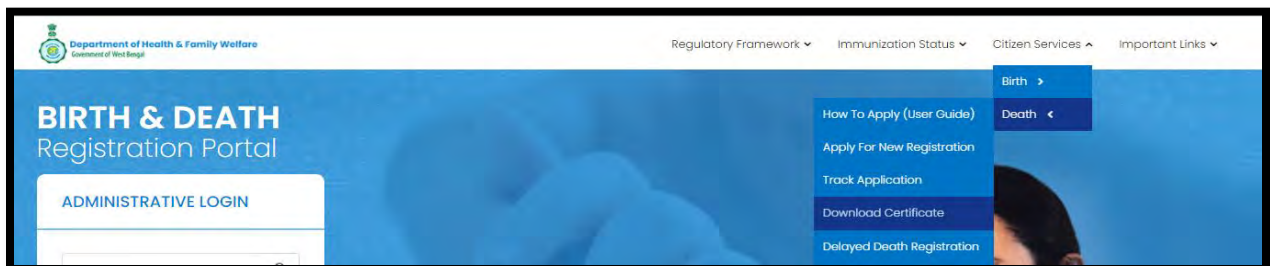 Department of Health & Family Welfare
Government of West Bengal
Regulatory Framework
Immunization Status
Citizen Services
Important Links
Birth >
Death <
How To Apply (User Guide)
Apply For New Registration
Track Application
Download Certificate
Delayed Death Registration
BIRTH & DEATH
Registration Portal
ADMINISTRATIVE LOGIN